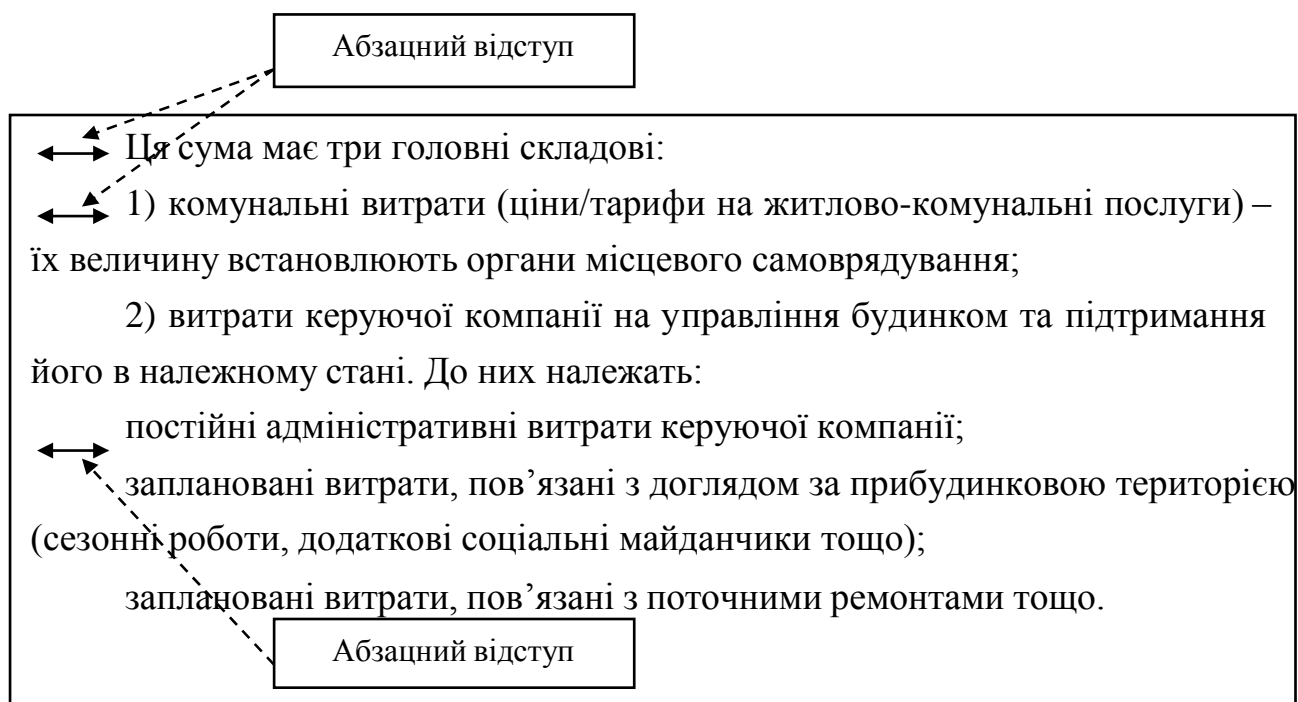 Абзацний відступ
Ця сума має три головні складові:
1) комунальні витрати (ціни/тарифи на житлово-комунальні послуги) –
їх величину встановлюють органи місцевого самоврядування;
2) витрати керуючої компанії на управління будинком та підтримання
його в належному стані. До них належать:
постійні адміністративні витрати керуючої компанії;
заплановані витрати, пов’язані з доглядом за прибудинковою територією
(сезонні роботи, додаткові соціальні майданчики тощо);
заплановані витрати, пов’язані з поточними ремонтами тощо.
Абзацний відступ